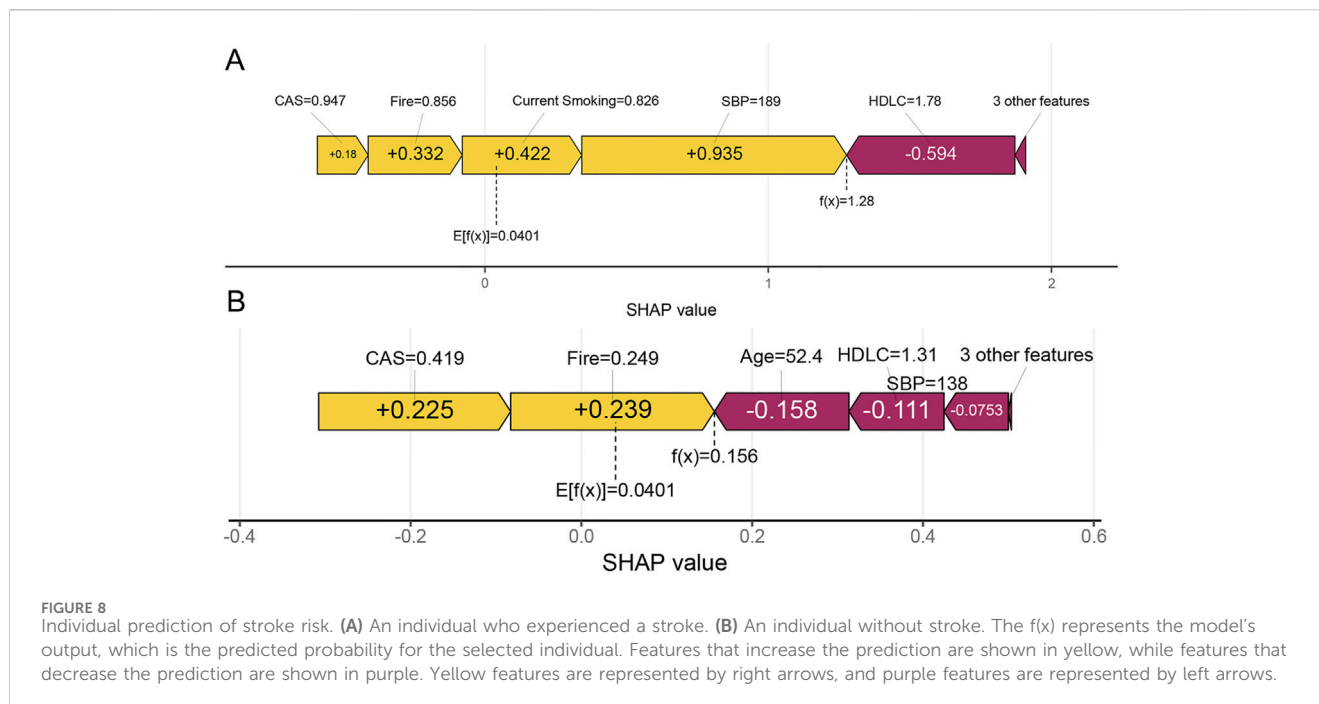 A
CAS=0.947 Fire=0.856 Current Smoking=0.826 SBP=189 HDLC=1.78 3 other features
+0.18 +0.332 +0.422 +0.935 -0.594
f(x)=1.28
E[f(x)]=0.0401
0 1 2
SHAP value
B
CAS=0.419 Fire=0.249 Age=52.4 HDLC=1.31 3 other features
SBP=138
+0.225 +0.239 -0.158 -0.111 -0.0753
f(x)=0.156
E[f(x)]=0.0401
-0.4 -0.2 0.0 0.2 0.4 0.6
SHAP value
FIGURE 8
Individual prediction of stroke risk. (A) An individual who experienced a stroke. (B) An individual without stroke. The f(x) represents the model's
output, which is the predicted probability for the selected individual. Features that increase the prediction are shown in yellow, while features that
decrease the prediction are shown in purple. Yellow features are represented by right arrows, and purple features are represented by left arrows.